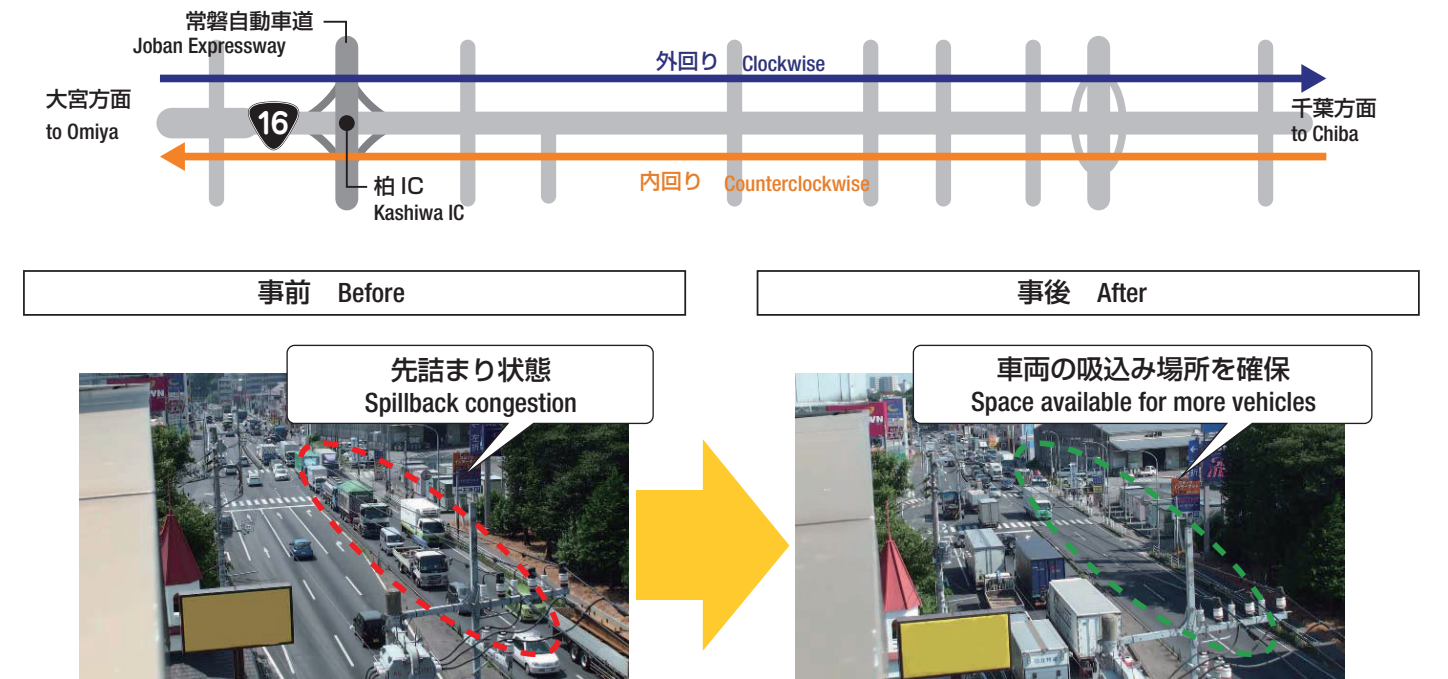 常磐自動車道
Joban Expressway
外回り Clockwise
大宮方面
to Omiya
16
千葉方面
to Chiba
柏 IC
Kashiwa IC
内回り Counterclockwise
事前 Before
事後 After
先詰まり状態
Spillback congestion
車両の吸込み場所を確保
Space available for more vehicles